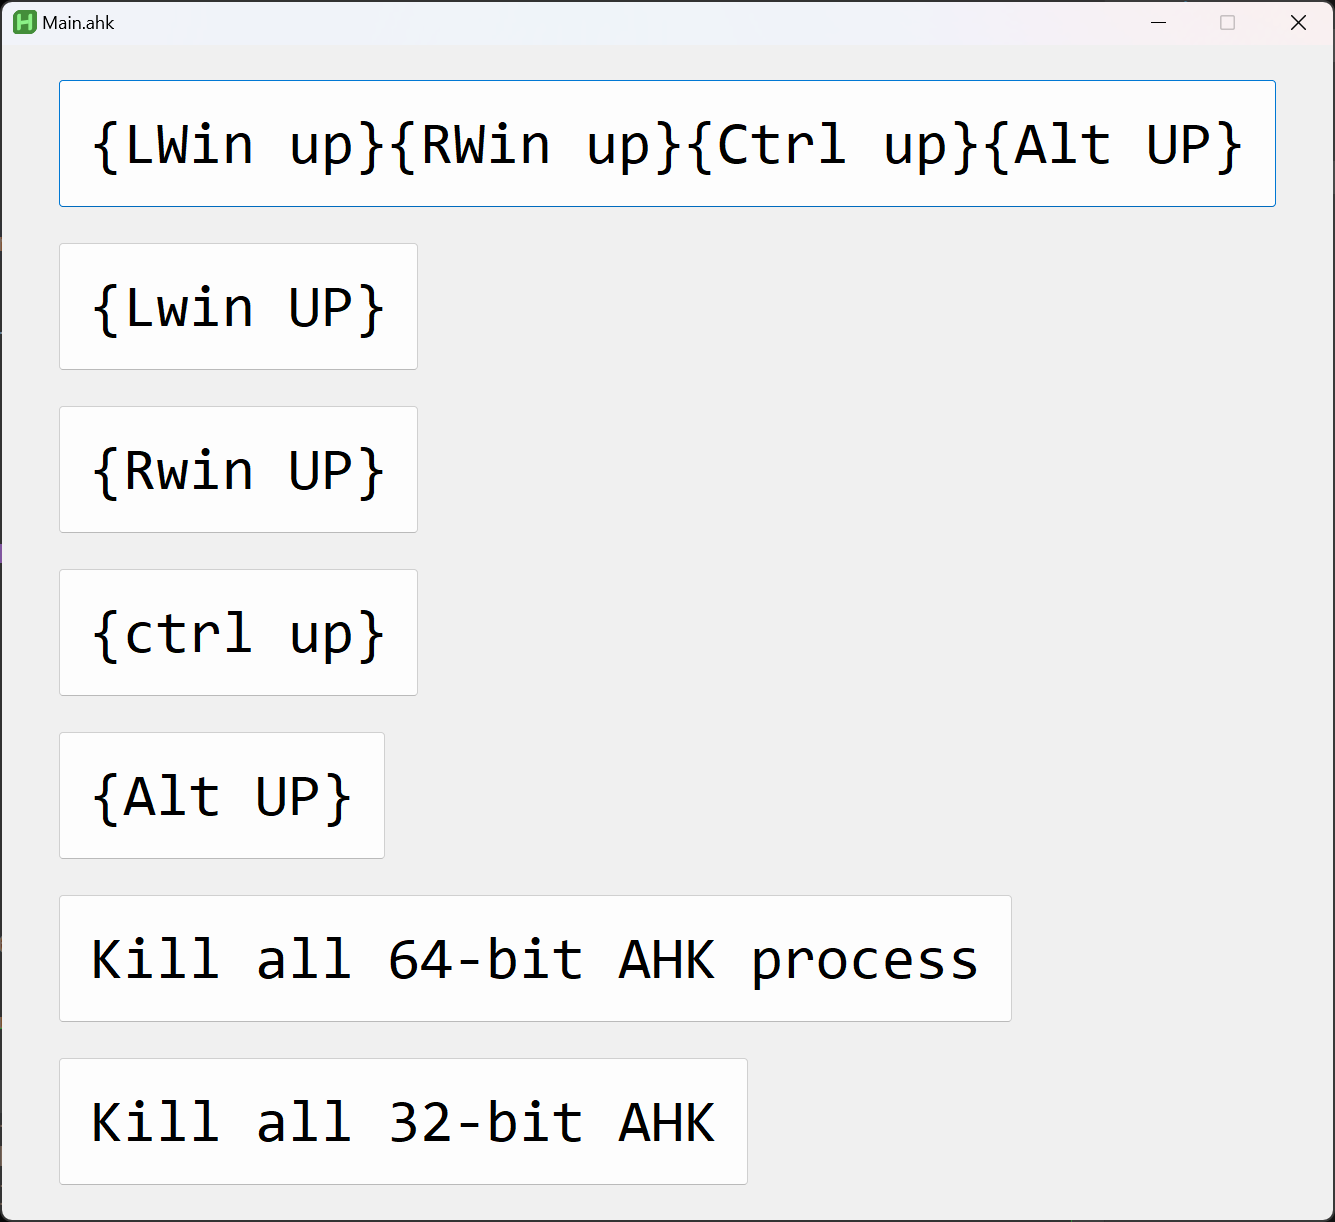 Main.ahk
{LWin up}{RWin up}{Ctrl up}{Alt UP}
{Lwin UP}
{Rwin UP}
{ctrl up}
{Alt UP}
Kill all 64-bit AHK process
Kill all 32-bit AHK